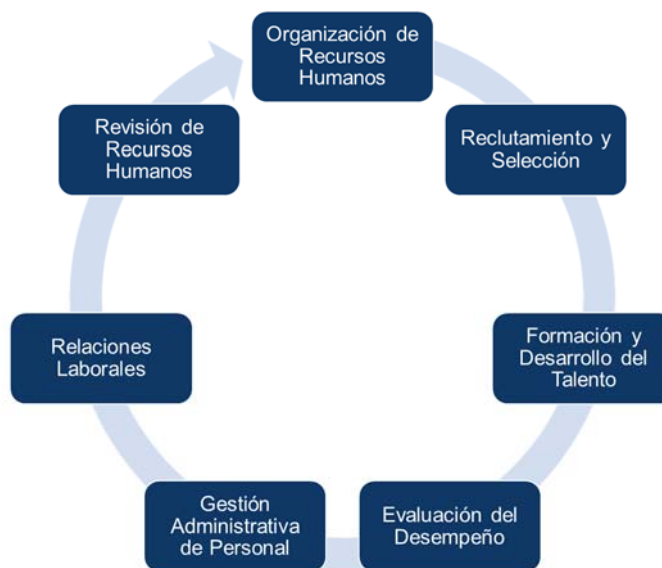 Organización de
Recursos
Humanos
Reclutamiento y
Selección
Formación y
Desarrollo del
Talento
Evaluación del
Desempeño
Gestión
Administrativa
de Personal
Relaciones
Laborales
Revisión de
Recursos
Humanos